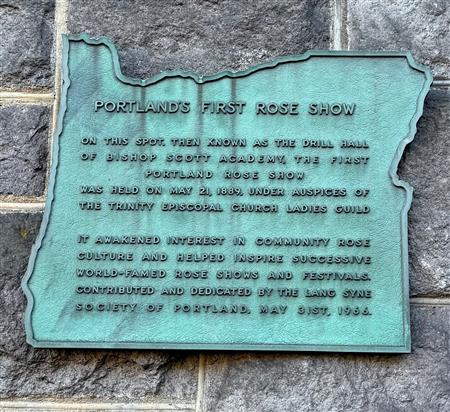 PORTLAND'S FIRST ROSE SHOW
ON THIS SPOT, THEN KNOWN AS THE DRILL HALL
OF BISHOP SCOTT ACADEMY, THE FIRST
PORTLAND ROSE SHOW
WAS HELD ON MAY 21, 1889, UNDER AUSPICES OF
THE TRINITY EPISCOPAL CHURCH LADIES GUILD
IT AWAKENED INTEREST IN COMMUNITY ROSE
CULTURE AND HELPED INSPIRE SUCCESSIVE
WORLD-FAMED ROSE SHOWS AND FESTIVALS.
CONTRIBUTED AND DEDICATED BY THE LANG SYNE
SOCIETY OF PORTLAND, MAY 31ST, 1966.